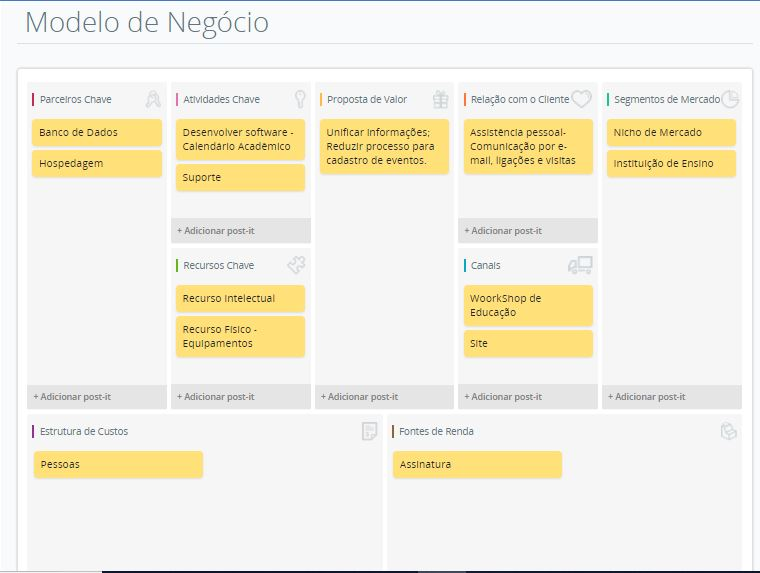 Modelo de Negócio
Parceiros Chave
Banco de Dados
Hospedagem
+ Adicionar post-it
Atividades Chave
Desenvolver software -
Calendário Acadêmico
Suporte
+ Adicionar post-it
Recursos Chave
Recurso Intelectual
Recurso Físico -
Equipamentos
+ Adicionar post-it
Proposta de Valor
Unificar Informações;
Reduzir processo para
cadastro de eventos.
+ Adicionar post-it
Relação com o Cliente
Assistência pessoal-
Comunicação por e-
mail, ligações e visitas
+ Adicionar post-it
Canais
WoorkShop de
Educação
Site
+ Adicionar post-it
Segmentos de Mercado
Nicho de Mercado
Instituição de Ensino
+ Adicionar post-it
Estrutura de Custos
Pessoas
Fontes de Renda
Assinatura